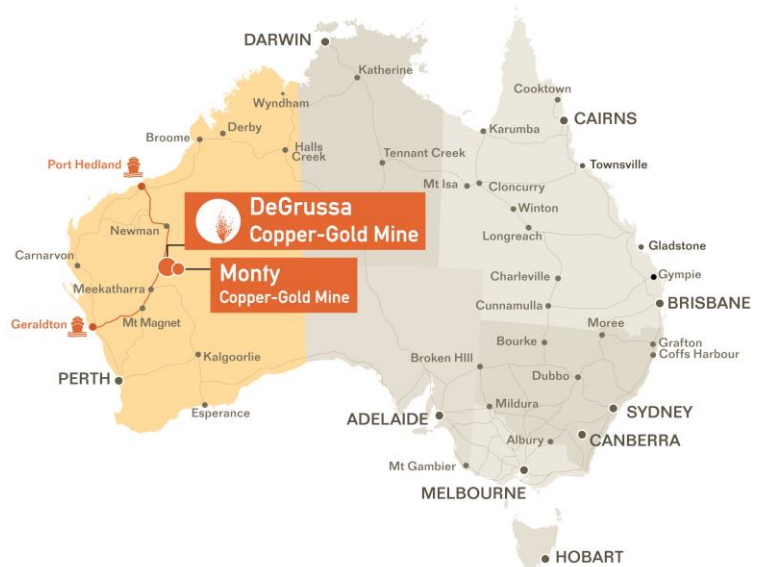 DARWIN
Katherine
Cooktown
Wyndham
CAIRNS
Karumba
Derby
Broome
Halls
Creek
Tennant Creek
Port Hedland
Townsville
Mt Isa
Cloncurry
Winton
DeGrussa
Copper-Gold Mine
Newman
Longreach
Gladstone
Carnarvon
Monty
Copper-Gold Mine
Charleville
Gympie
Meekatharra
Cunnamulla
BRISBANE
Geraldton
Mt Magnet
Moree
Bourke
Grafton
Coffs Harbour
Kalgoorlie
Broken HIll
Dubbo
PERTH
Esperance
Mildura
SYDNEY
ADELAIDE
Albury
CANBERRA
Mt Gambier
MELBOURNE
HOBART